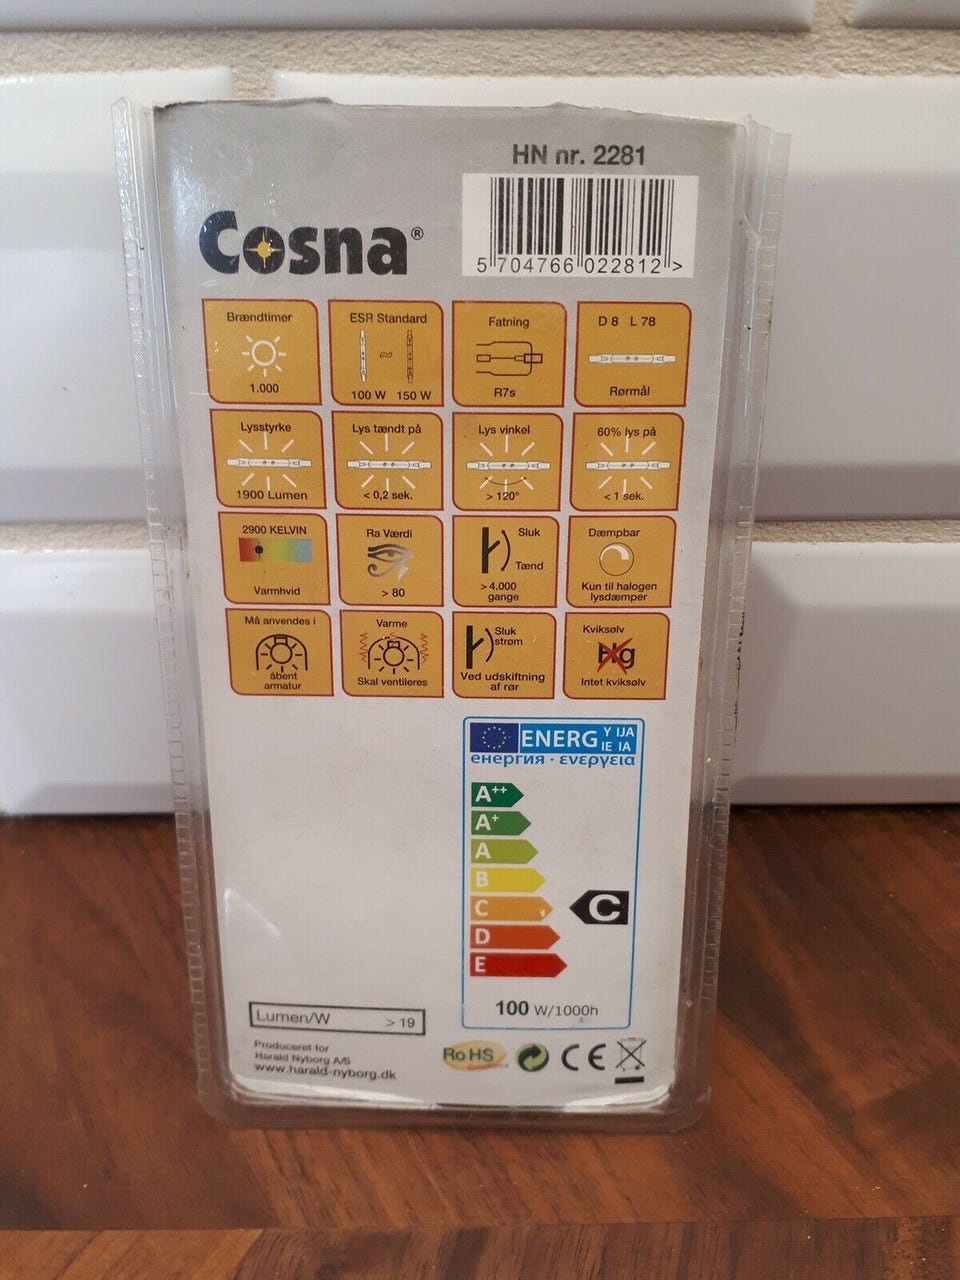 HN nr. 2281
5 704766 022812 >
Cosna®
Brændtimer
1.000
ESR Standard
100 W 150 W
Fatning
R7s
D 8 L 78
Rørmål
Lysstyrke
1900 Lumen
Lys tændt på
< 0,2 sek.
Lys vinkel
> 120°
60% lys på
< 1 sek.
2900 KELVIN
Varmhvid
Ra Værdi
> 80
Sluk
Tænd
> 4.000
gange
Dæmpbar
Kun til halogen
lysdæmper
Må anvendes i
åbent
armatur
Varme
Skal ventileres
Sluk
strøm
Ved udskiftning
af rør
Kviksølv
Hg
Intet kviksølv
ENERG Y IJA
IE IA
енергия · ενεργεια
A++
A+
A
B
C
D
E
C
100 W/1000h
Lumen/W > 19
Produceret for
Harald Nyborg A/S
www.harald-nyborg.dk
RoHS
CE